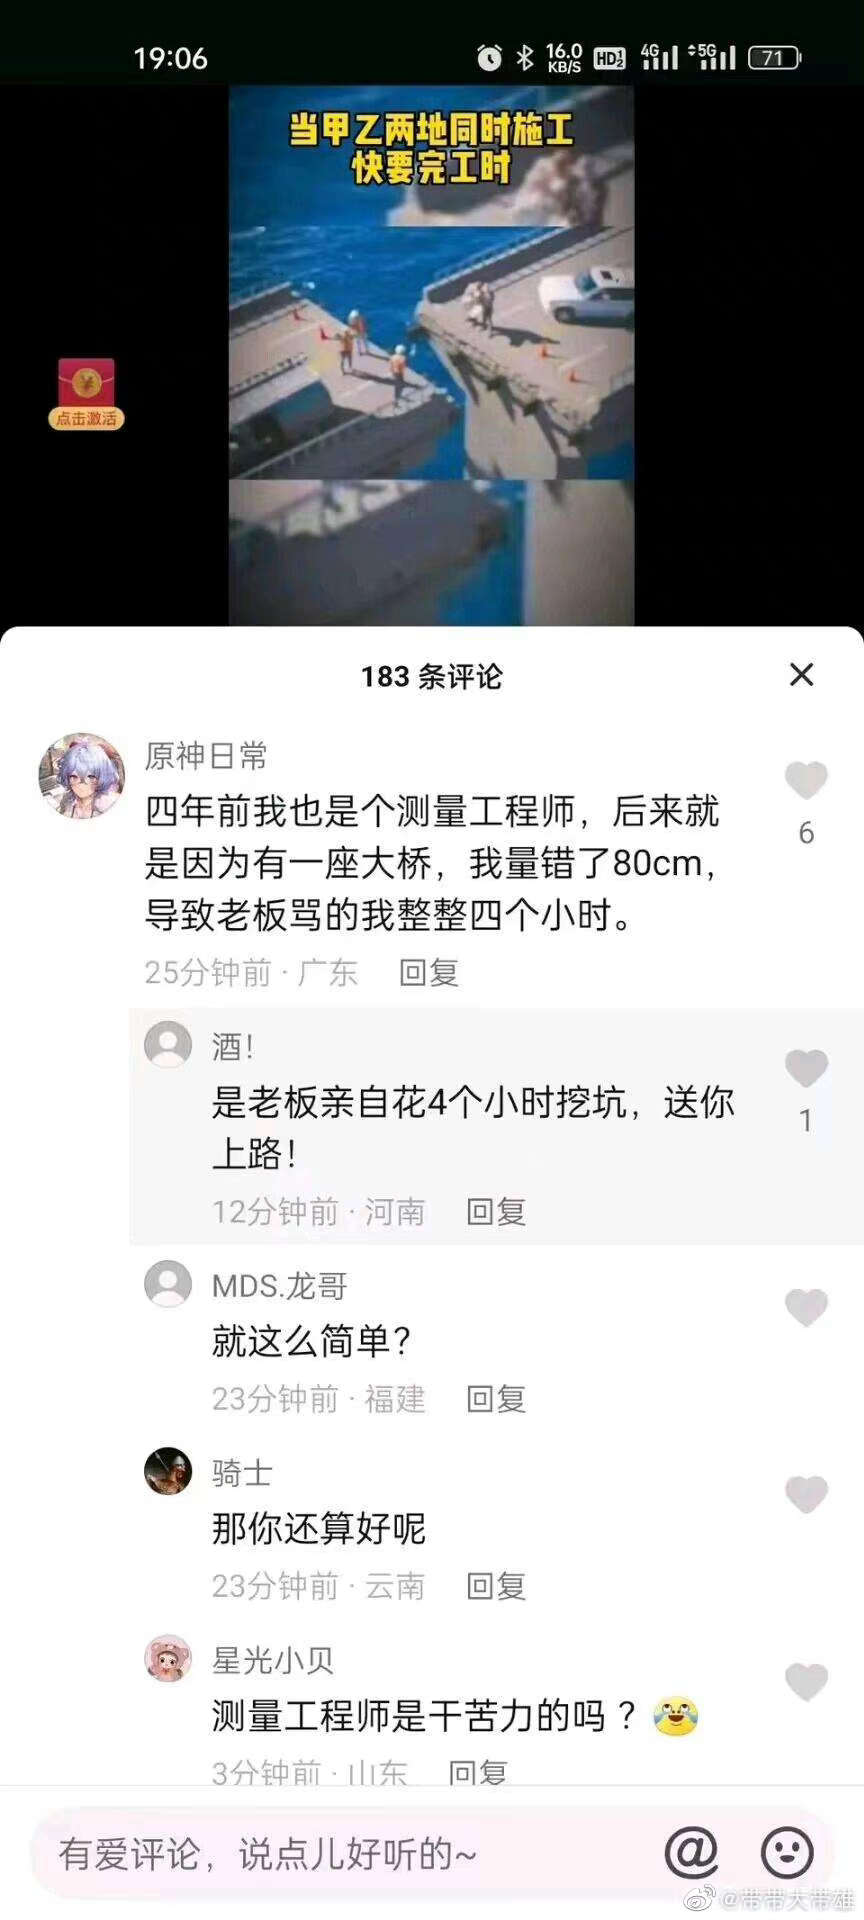 19:06
16.0
KB/S
HD1
2
4G
5G
71
当甲乙两地同时施工
快要完工时
¥
点击激活
183 条评论
原神日常
四年前我也是个测量工程师，后来就
是因为有一座大桥，我量错了80cm，
导致老板骂的我整整四个小时。
6
25分钟前 · 广东
回复
酒！
是老板亲自花4个小时挖坑，送你
上路！
1
12分钟前 · 河南
回复
MDS.龙哥
就这么简单？
23分钟前 · 福建
回复
骑士
那你还算好呢
23分钟前 · 云南
回复
星光小贝
测量工程师是干苦力的吗？
3分钟前 · 山东
回复
有爱评论，说点儿好听的~
@
@带带大带雄